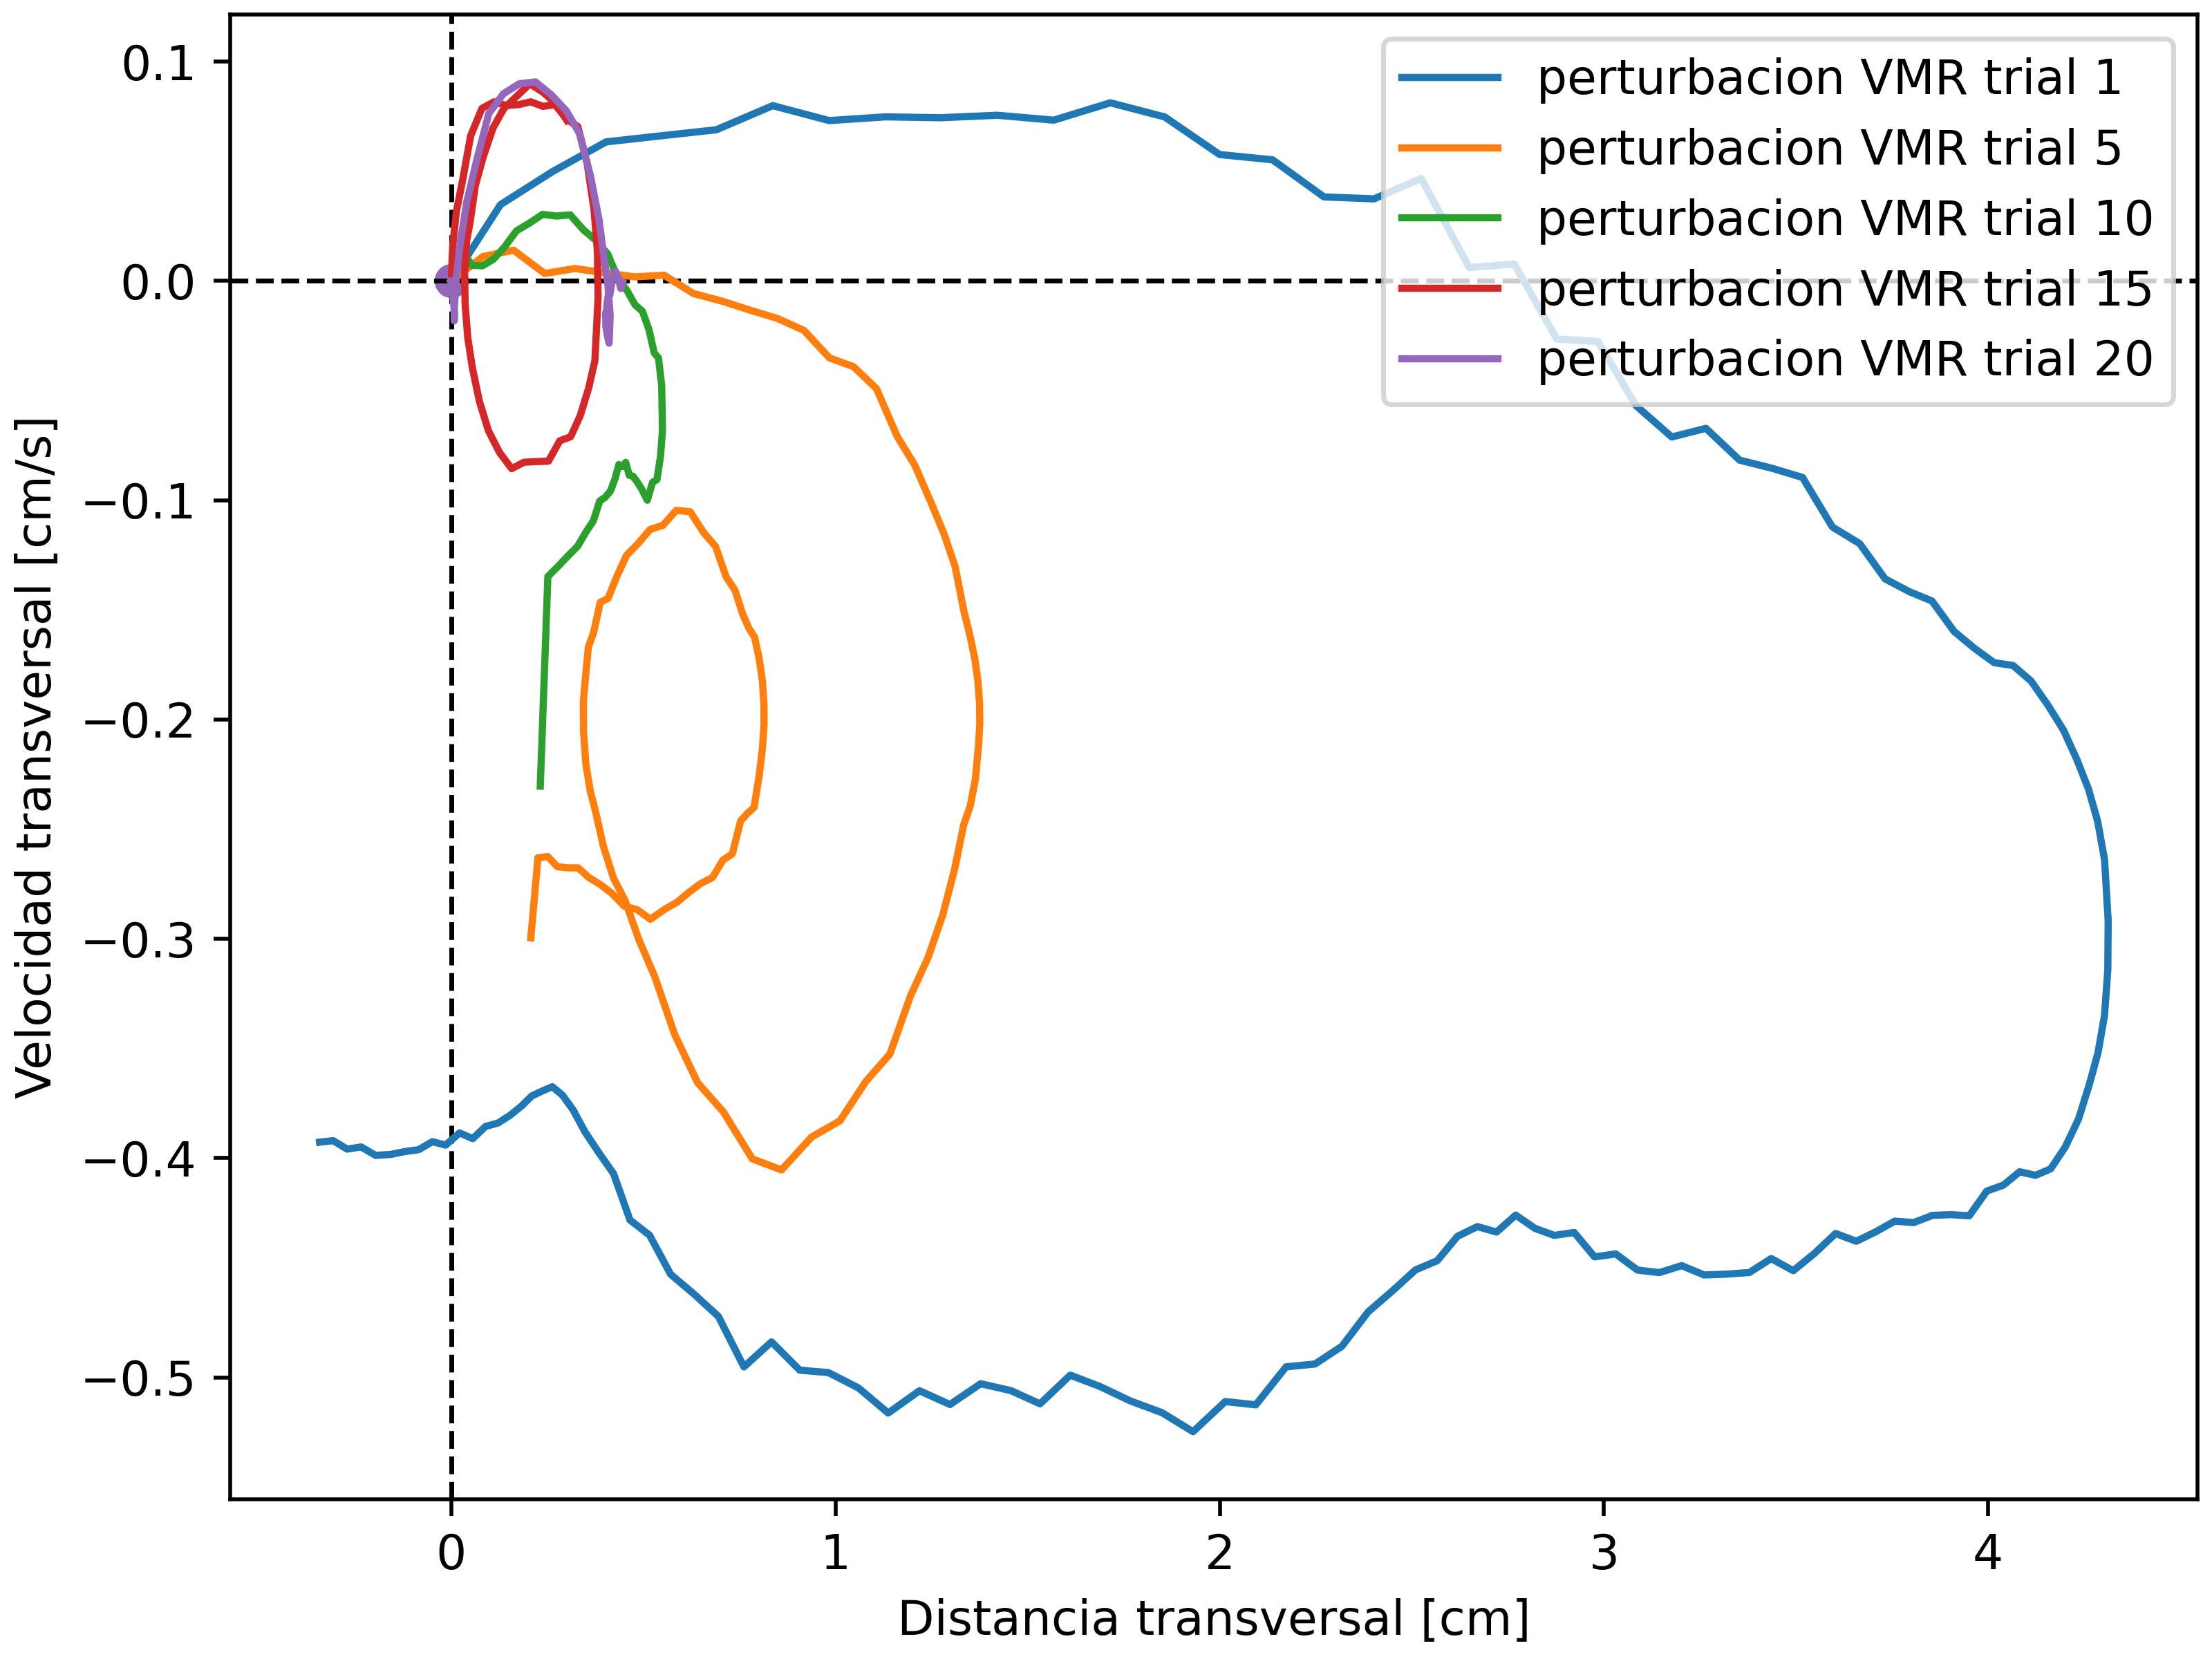 perturbacion VMR trial 1
perturbacion VMR trial 5
perturbacion VMR trial 10
perturbacion VMR trial 15
perturbacion VMR trial 20
0.1
0.0
−0.1
−0.2
−0.3
−0.4
−0.5
Velocidad transversal [cm/s]
0 1 2 3 4
Distancia transversal [cm]